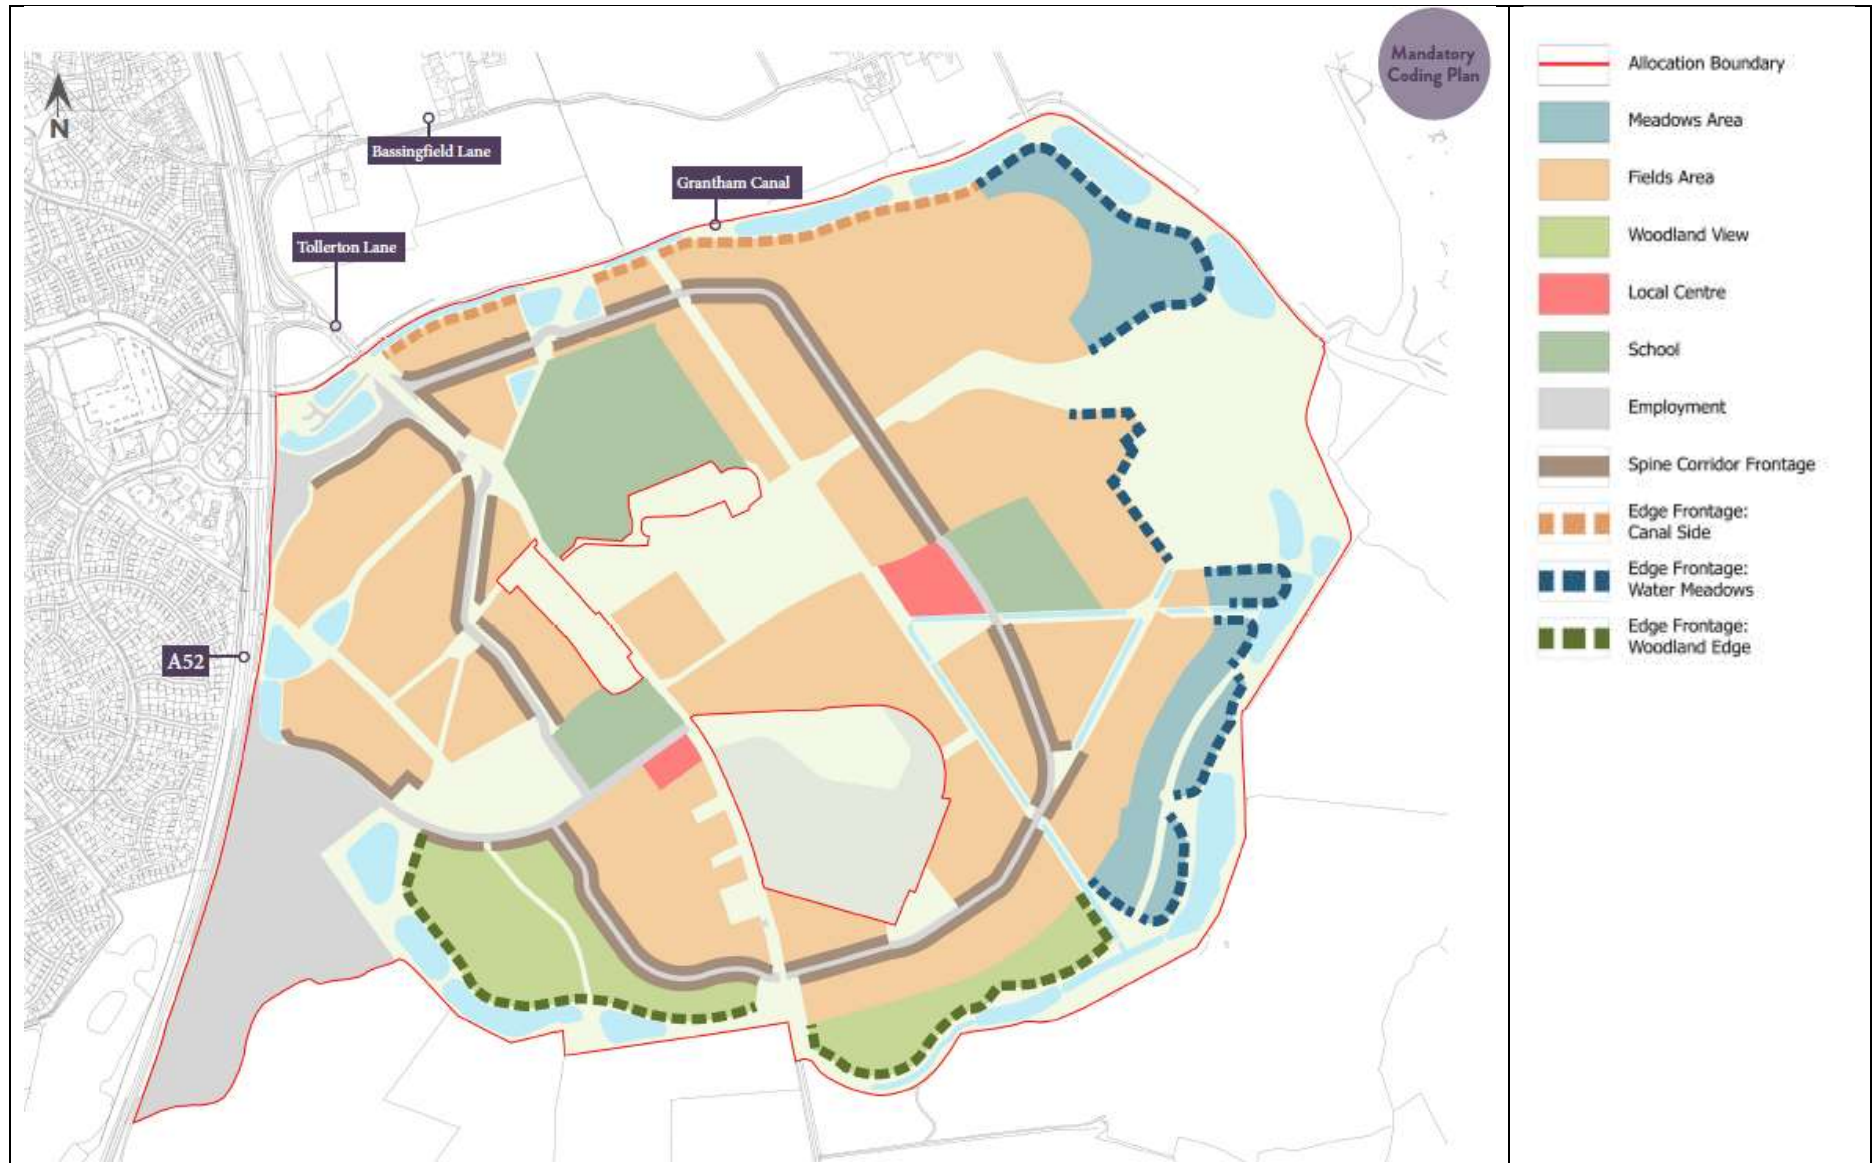 Mandatory
Coding Plan
N
Bassingfield Lane
Grantham Canal
Tollerton Lane
A52
Allocation Boundary
Meadows Area
Fields Area
Woodland View
Local Centre
School
Employment
Spine Corridor Frontage
Edge Frontage:
Canal Side
Edge Frontage:
Water Meadows
Edge Frontage:
Woodland Edge